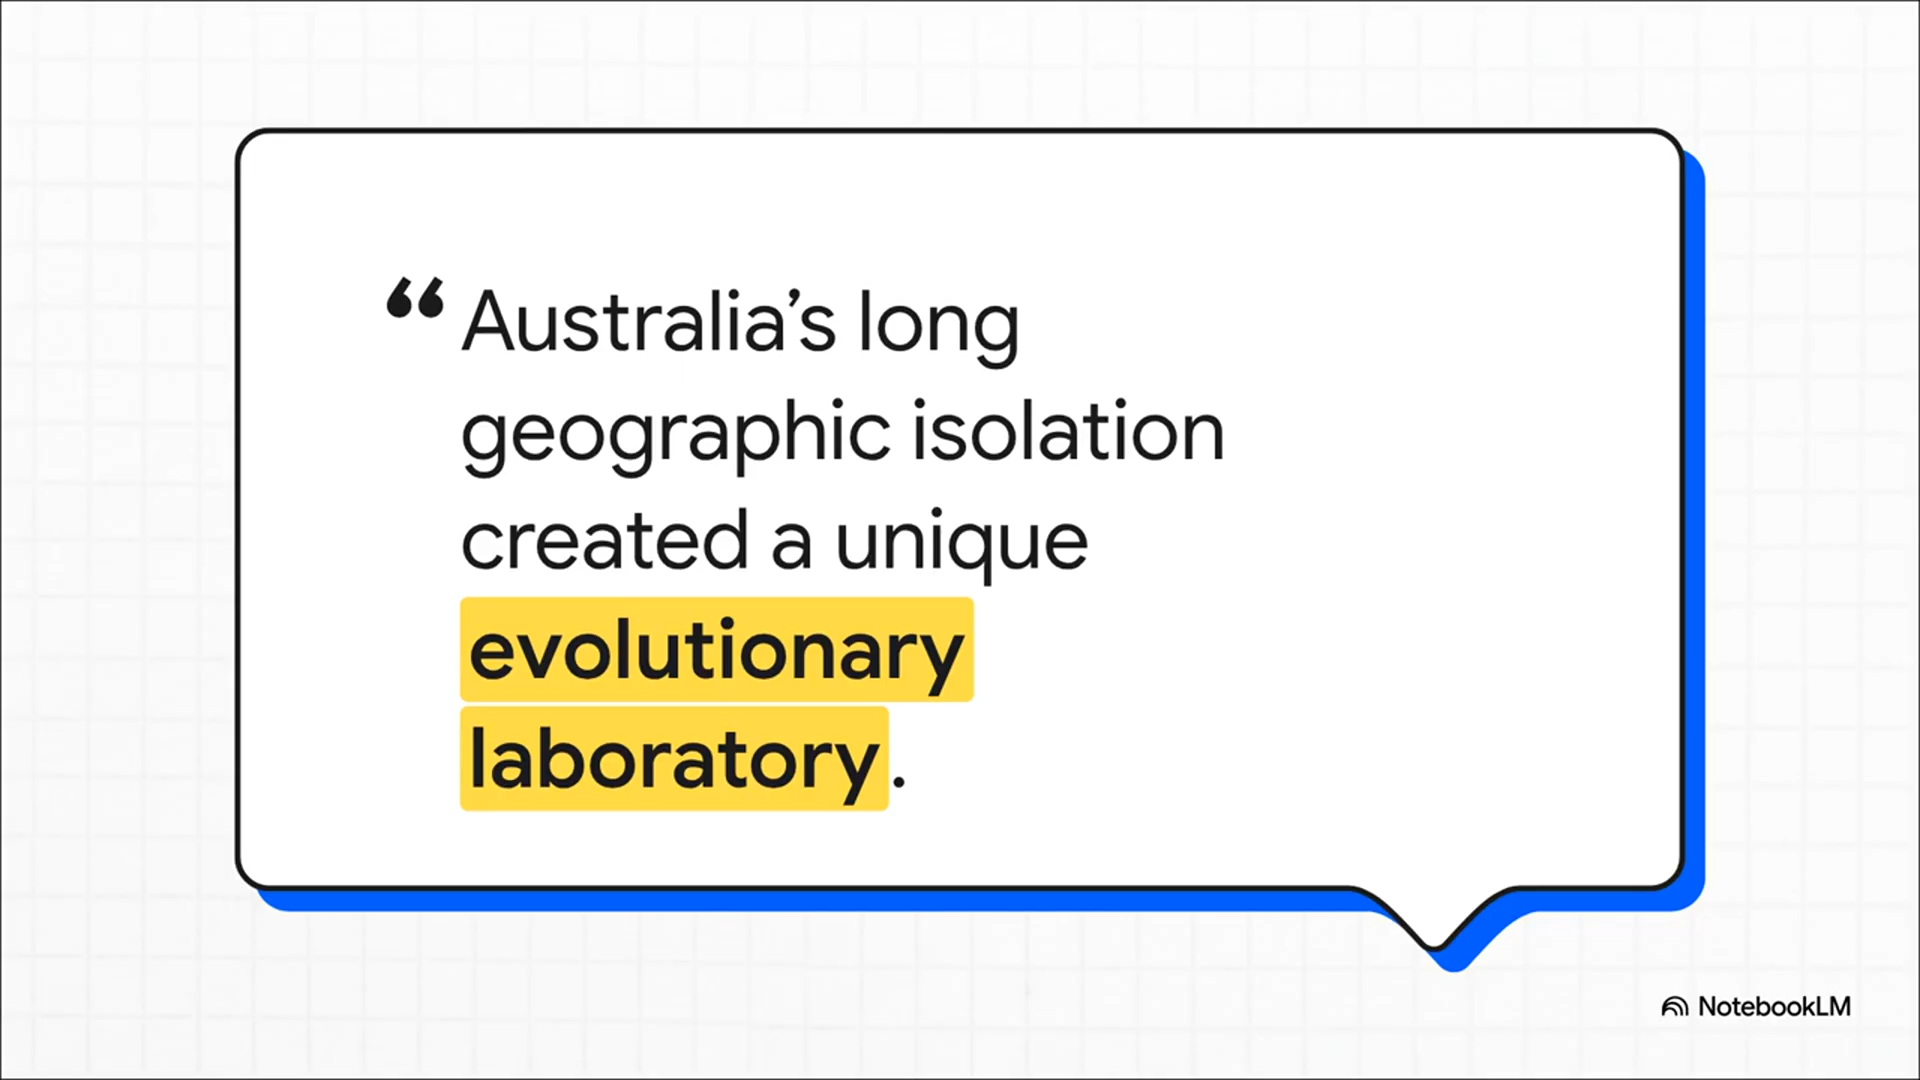 “Australia’s long
geographic isolation
created a unique
evolutionary
laboratory.
NotebookLM